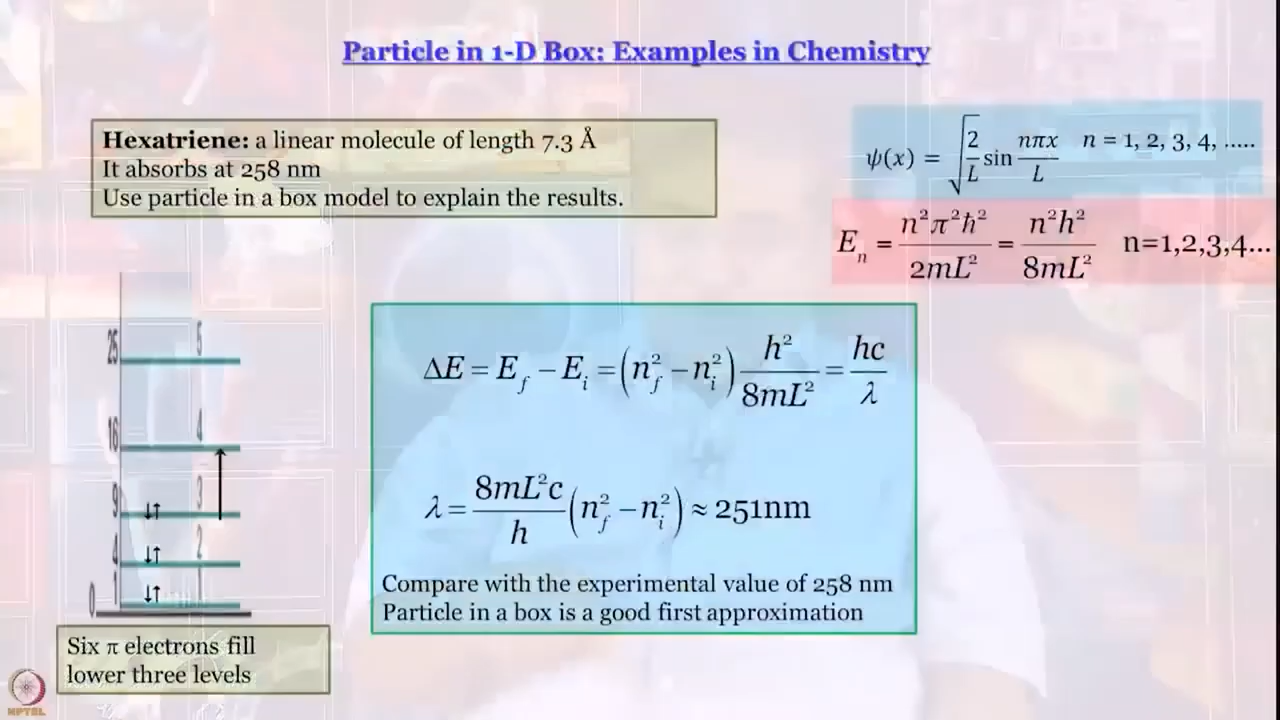 Particle in 1-D Box: Examples in Chemistry
Hexatriene: a linear molecule of length 7.3 Å
It absorbs at 258 nm
Use particle in a box model to explain the results.
ψ(x) = √(2/L) sin nπx/L n = 1, 2, 3, 4, .....
Eₙ = n²π²ħ²/2mL² = n²h²/8mL² n=1,2,3,4...
25 5
16 4
9 3
4 2
1 1
0
ΔE = E_f − E_i = (n_f² − n_i²) h²/8mL² = hc/λ
λ = 8mL²c/h (n_f² − n_i²) ≈ 251nm
Compare with the experimental value of 258 nm
Particle in a box is a good first approximation
Six π electrons fill
lower three levels
NPTEL